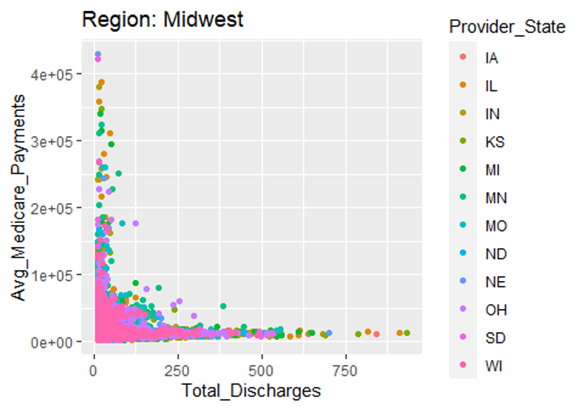 Region: Midwest
Avg_Medicare_Payments
4e+05
3e+05
2e+05
1e+05
0e+00
0
250
500
750
Total_Discharges
Provider_State
IA
IL
IN
KS
MI
MN
MO
ND
NE
OH
SD
WI